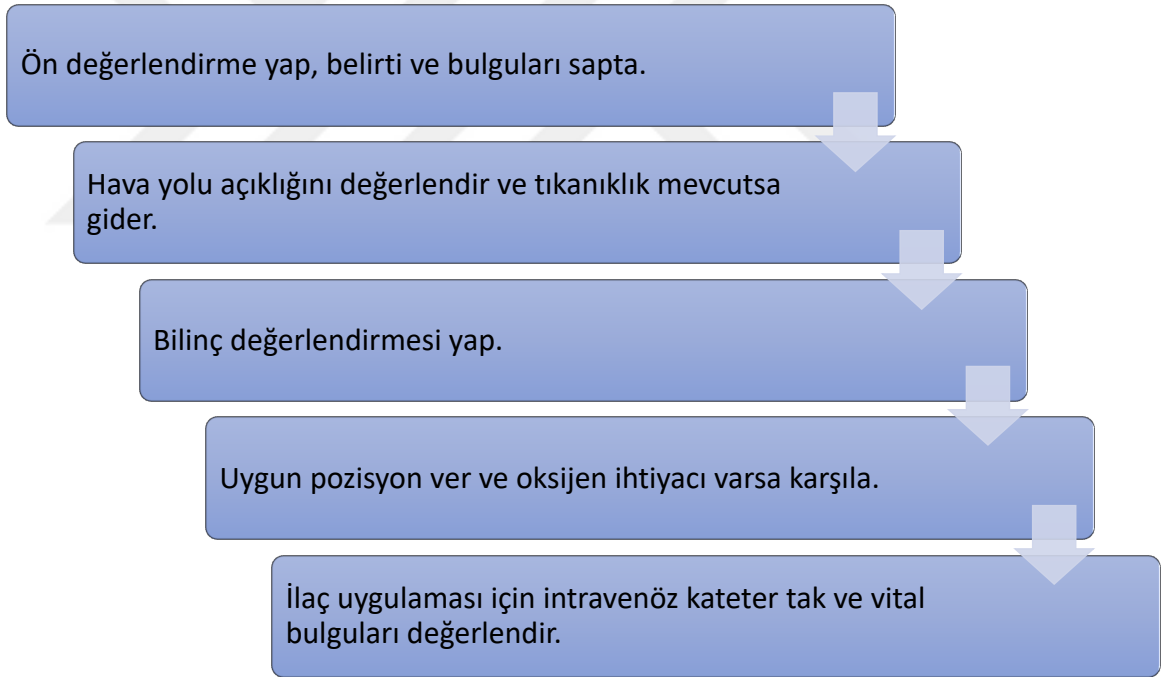 Ön değerlendirme yap, belirti ve bulguları sapta.
Hava yolu açıklığını değerlendir ve tıkanıklık mevcutsa
gider.
Bilinç değerlendirmesi yap.
Uygun pozisyon ver ve oksijen ihtiyacı varsa karşıla.
İlaç uygulaması için intravenöz kateter tak ve vital
bulguları değerlendir.